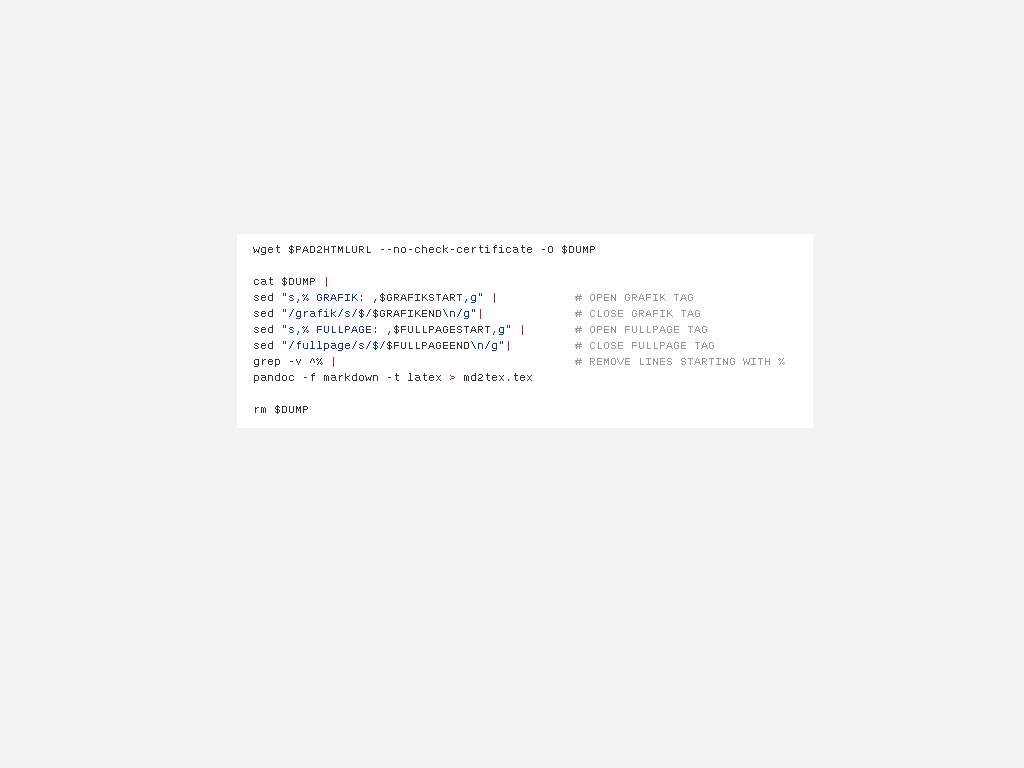 wget $PAD2HTMLURL --no-check-certificate -O $DUMP
cat $DUMP |
sed "s,% GRAFIK: ,$GRAFIKSTART,g" | # OPEN GRAFIK TAG
sed "/grafik/s/$/$GRAFIKEND\n/g"| # CLOSE GRAFIK TAG
sed "s,% FULLPAGE: ,$FULLPAGESTART,g" | # OPEN FULLPAGE TAG
sed "/fullpage/s/$/$FULLPAGEEND\n/g"| # CLOSE FULLPAGE TAG
grep -v ^% | # REMOVE LINES STARTING WITH %
pandoc -f markdown -t latex > md2tex.tex
rm $DUMP